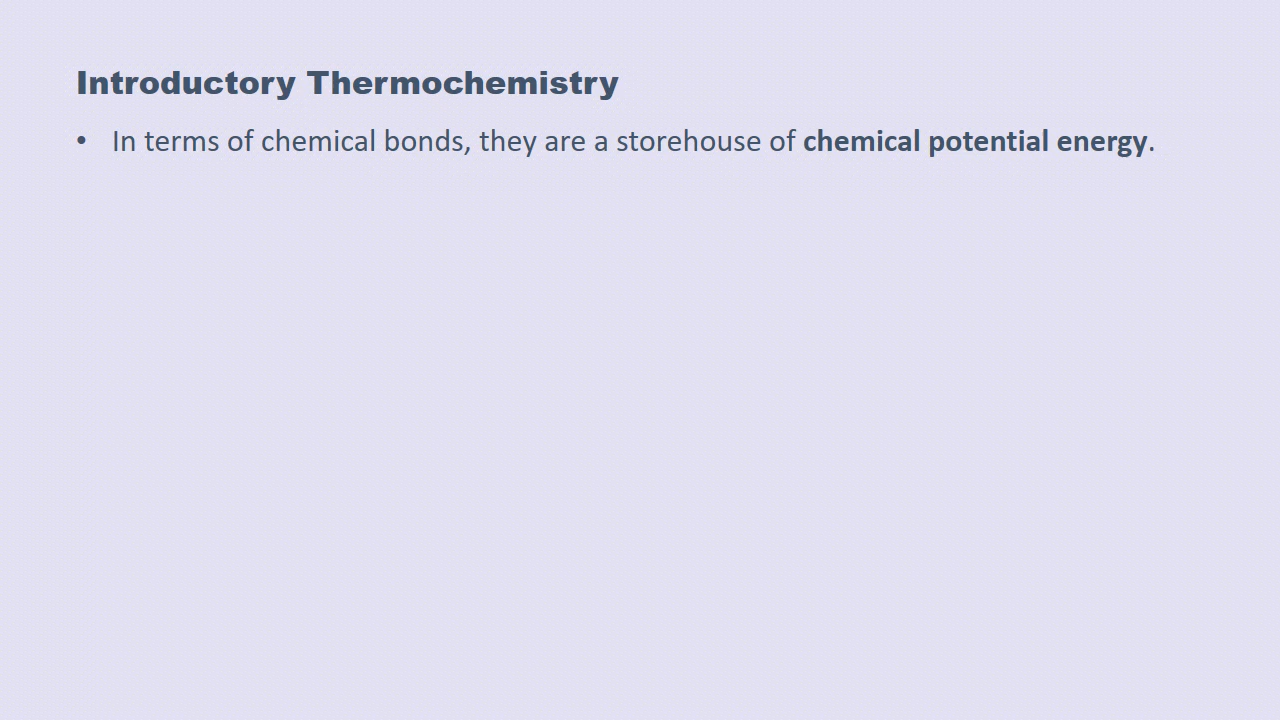 Introductory Thermochemistry
• In terms of chemical bonds, they are a storehouse of chemical potential energy.